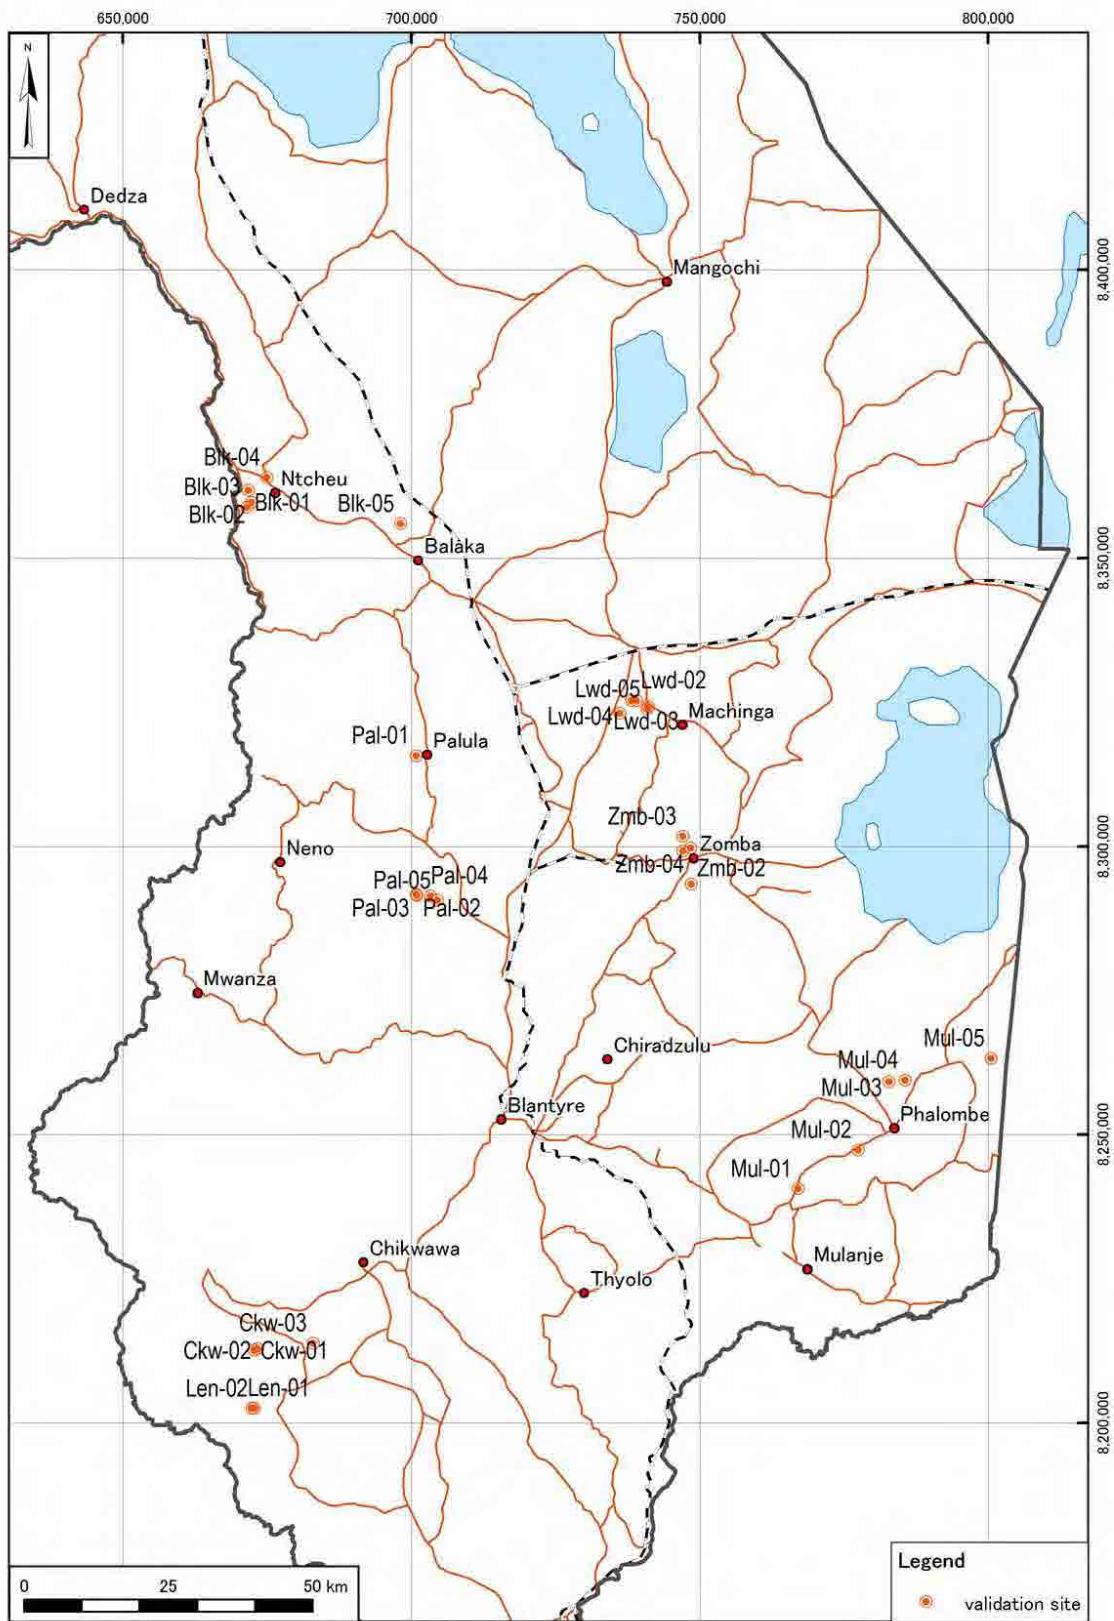 650,000 700,000 750,000 800,000
N
Dedza
Mangochi
8,400,000
Blk-04
Ntcheu
Blk-03
Blk-01
Blk-05
Blk-02
Balaka
8,350,000
Lwd-02
Lwd-05
Lwd-04
Lwd-03
Machinga
Pal-01
Palula
Zmb-03
Zomba
8,300,000
Neno
Zmb-04
Zmb-02
Pal-04
Pal-05
Pal-03
Pal-02
Mwanza
Chiradzulu
Mul-05
Mul-04
Mul-03
Blantyre
Phalombe
Mul-02
8,250,000
Mul-01
Chikwawa
Mulanje
Thyolo
Ckw-03
Ckw-02
Ckw-01
Len-02
Len-01
8,200,000
Legend
validation site
0 25 50 km